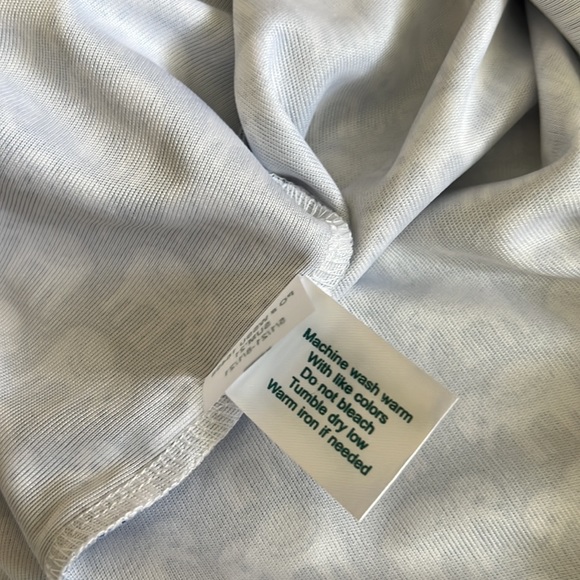 Machine wash warm
With like colors
Do not bleach
Tumble dry low
Warm iron if needed